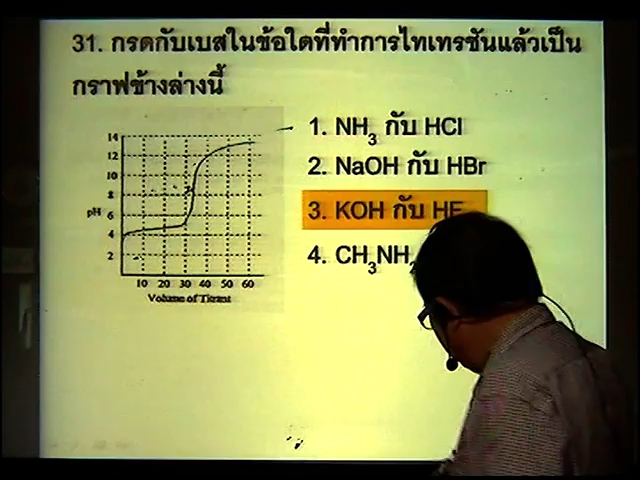 31. กรดกับเบสในข้อใดที่ทำการไทเทรชันแล้วเป็น
กราฟข้างล่างนี้
1. NH3 กับ HCl
2. NaOH กับ HBr
3. KOH กับ HF
4. CH3NH2
14
12
10
8
6
4
2
pH
0 10 20 30 40 50 60
Volume of Titrant